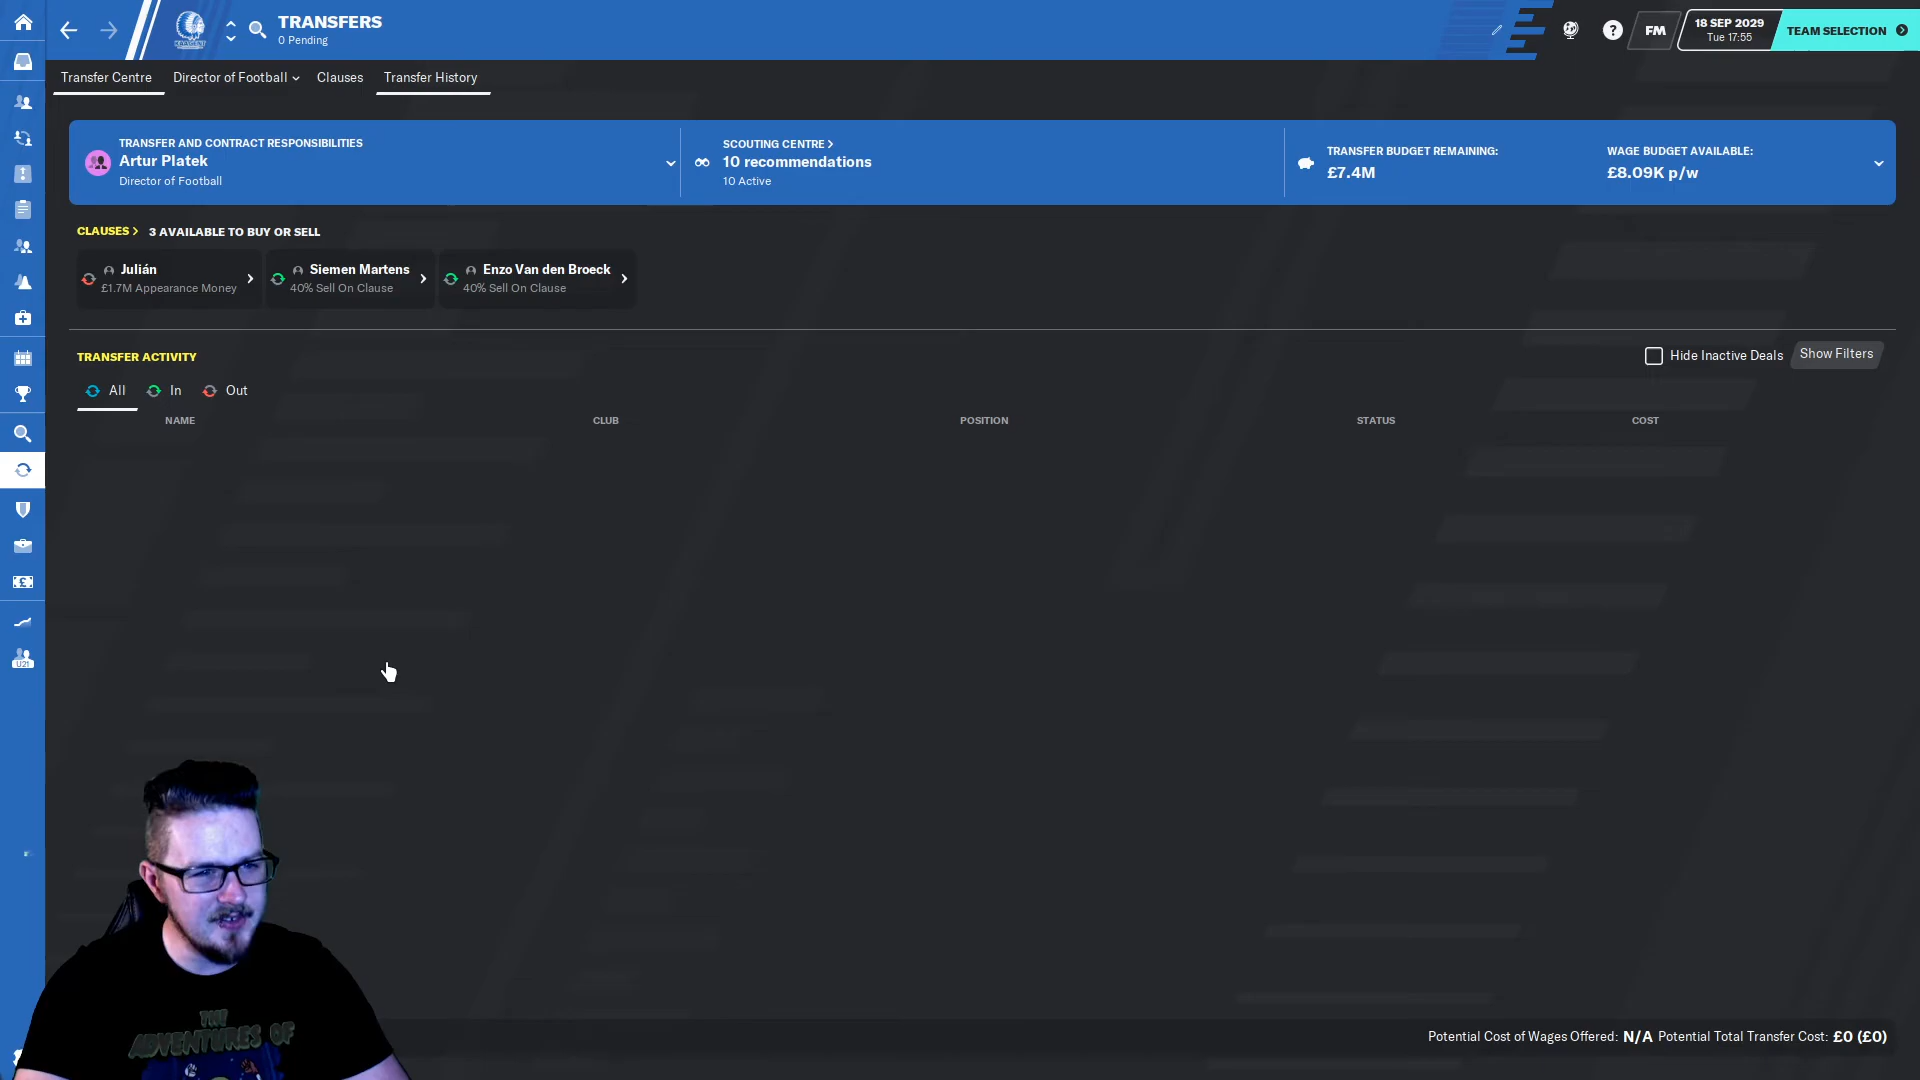 TRANSFERS
0 Pending
FM
18 SEP 2029
Tue 17:55
TEAM SELECTION
Transfer Centre
Director of Football
Clauses
Transfer History
TRANSFER AND CONTRACT RESPONSIBILITIES
Artur Platek
Director of Football
SCOUTING CENTRE >
10 recommendations
10 Active
TRANSFER BUDGET REMAINING:
£7.4M
WAGE BUDGET AVAILABLE:
£8.09K p/w
CLAUSES > 3 AVAILABLE TO BUY OR SELL
Julián
£1.7M Appearance Money
Siemen Martens
40% Sell On Clause
Enzo Van den Broeck
40% Sell On Clause
TRANSFER ACTIVITY
Hide Inactive Deals
Show Filters
All
In
Out
NAME
CLUB
POSITION
STATUS
COST
U21
THE
ADVENTURES OF
Potential Cost of Wages Offered: N/A Potential Total Transfer Cost: £0 (£0)